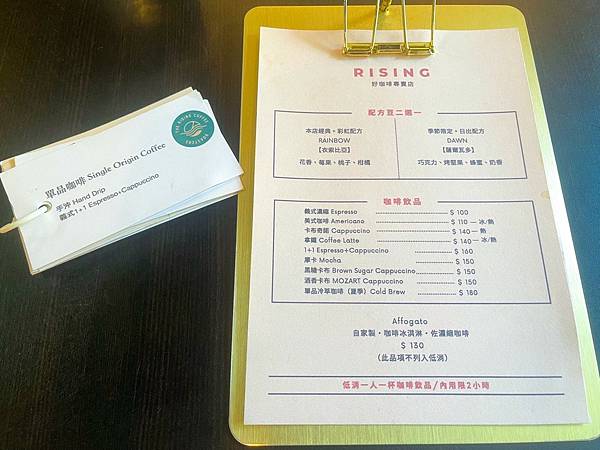 THE RISING COFFEE ROASTERS
單品咖啡 Single Origin Coffee
手沖 Hand Drip
義式1+1 Espresso+Cappuccino
RISING
好咖啡專賣店
配方豆二選一
本店經典・彩虹配方
RAINBOW
【衣索比亞】
花香、莓果、桃子、柑橘
季節限定・日出配方
DAWN
【薩爾瓦多】
巧克力、烤堅果、蜂蜜、奶香
咖啡飲品
義式濃縮 Espresso $ 100
美式咖啡 Americano $ 110 — 冰/熱
卡布奇諾 Cappuccino $ 140 — 熱
拿鐵 Coffee Latte $ 140 — 冰/熱
1+1 Espresso+Cappuccino $ 160
摩卡 Mocha $ 150
黑糖卡布 Brown Sugar Cappuccino $ 150
酒香卡布 MOZART Cappuccino $ 150
單品冷萃咖啡（夏季）Cold Brew $ 180
Affogato
自家製・咖啡冰淇淋・佐濃縮咖啡
$ 130
（此品項不列入低消）
低消一人一杯咖啡飲品/內用限2小時